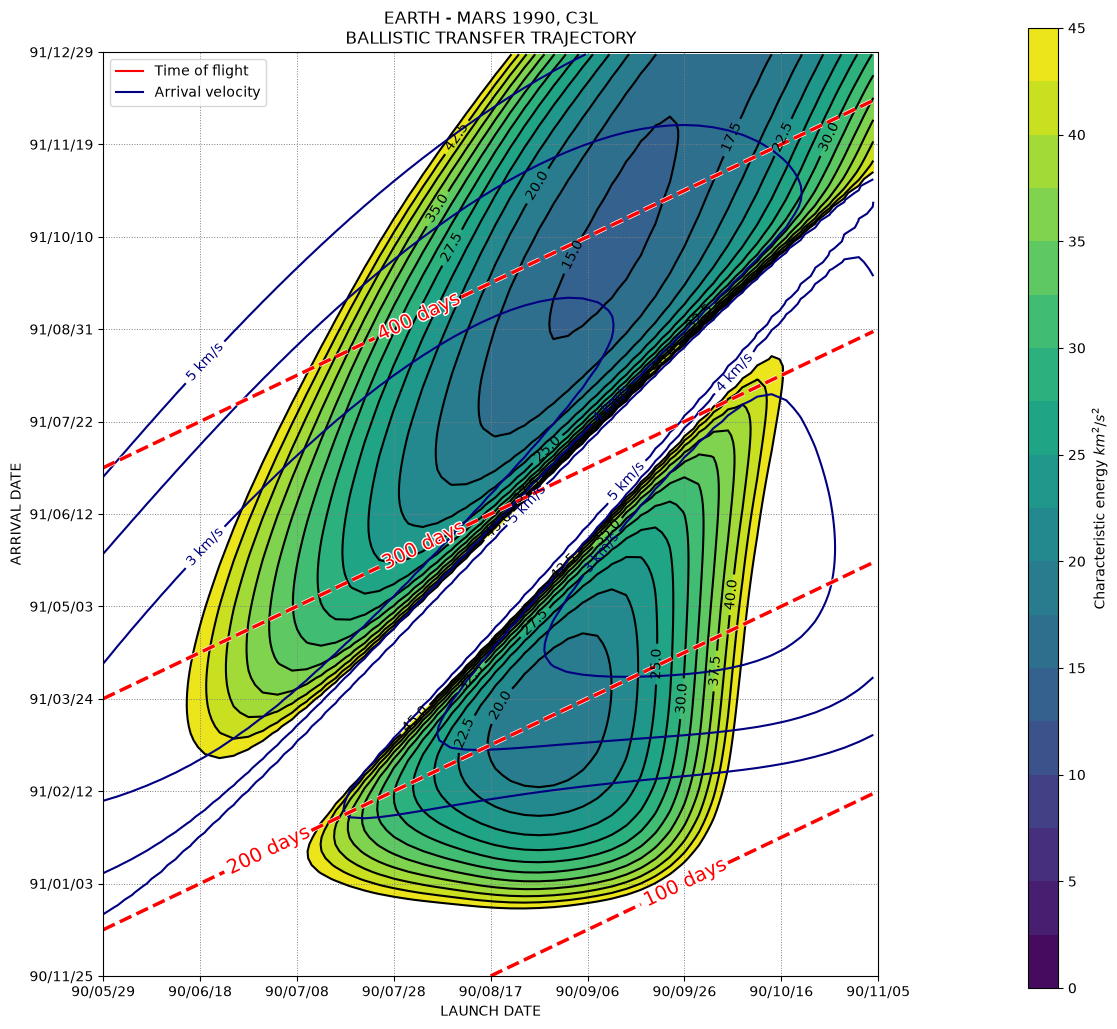 EARTH - MARS 1990, C3L
BALLISTIC TRANSFER TRAJECTORY
Time of flight
Arrival velocity
91/12/29
91/11/19
91/10/10
91/08/31
91/07/22
91/06/12
91/05/03
91/03/24
91/02/12
91/01/03
90/11/25
ARRIVAL DATE
42.5
35.0
27.5
20.0
15.0
17.5
22.5
30.0
400 days
5 km/s
4 km/s
25.0
5 km/s
5 km/s
300 days
3 km/s
3 km/s
27.5
40.0
25.0
37.5
30.0
20.0
22.5
200 days
100 days
90/05/29
90/06/18
90/07/08
90/07/28
90/08/17
90/09/06
90/09/26
90/10/16
90/11/05
LAUNCH DATE
45
40
35
30
25
20
15
10
5
0
Characteristic energy km²/s²